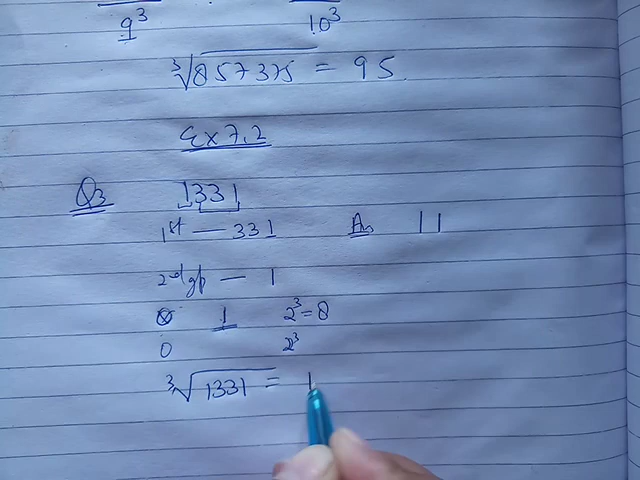 9³ 10³
∛857375 = 95
Ex 7.2
Q3 1331
1st — 331 Ans 11
2nd gp — 1
1 2³ = 8
0 2³
∛1331 = 1